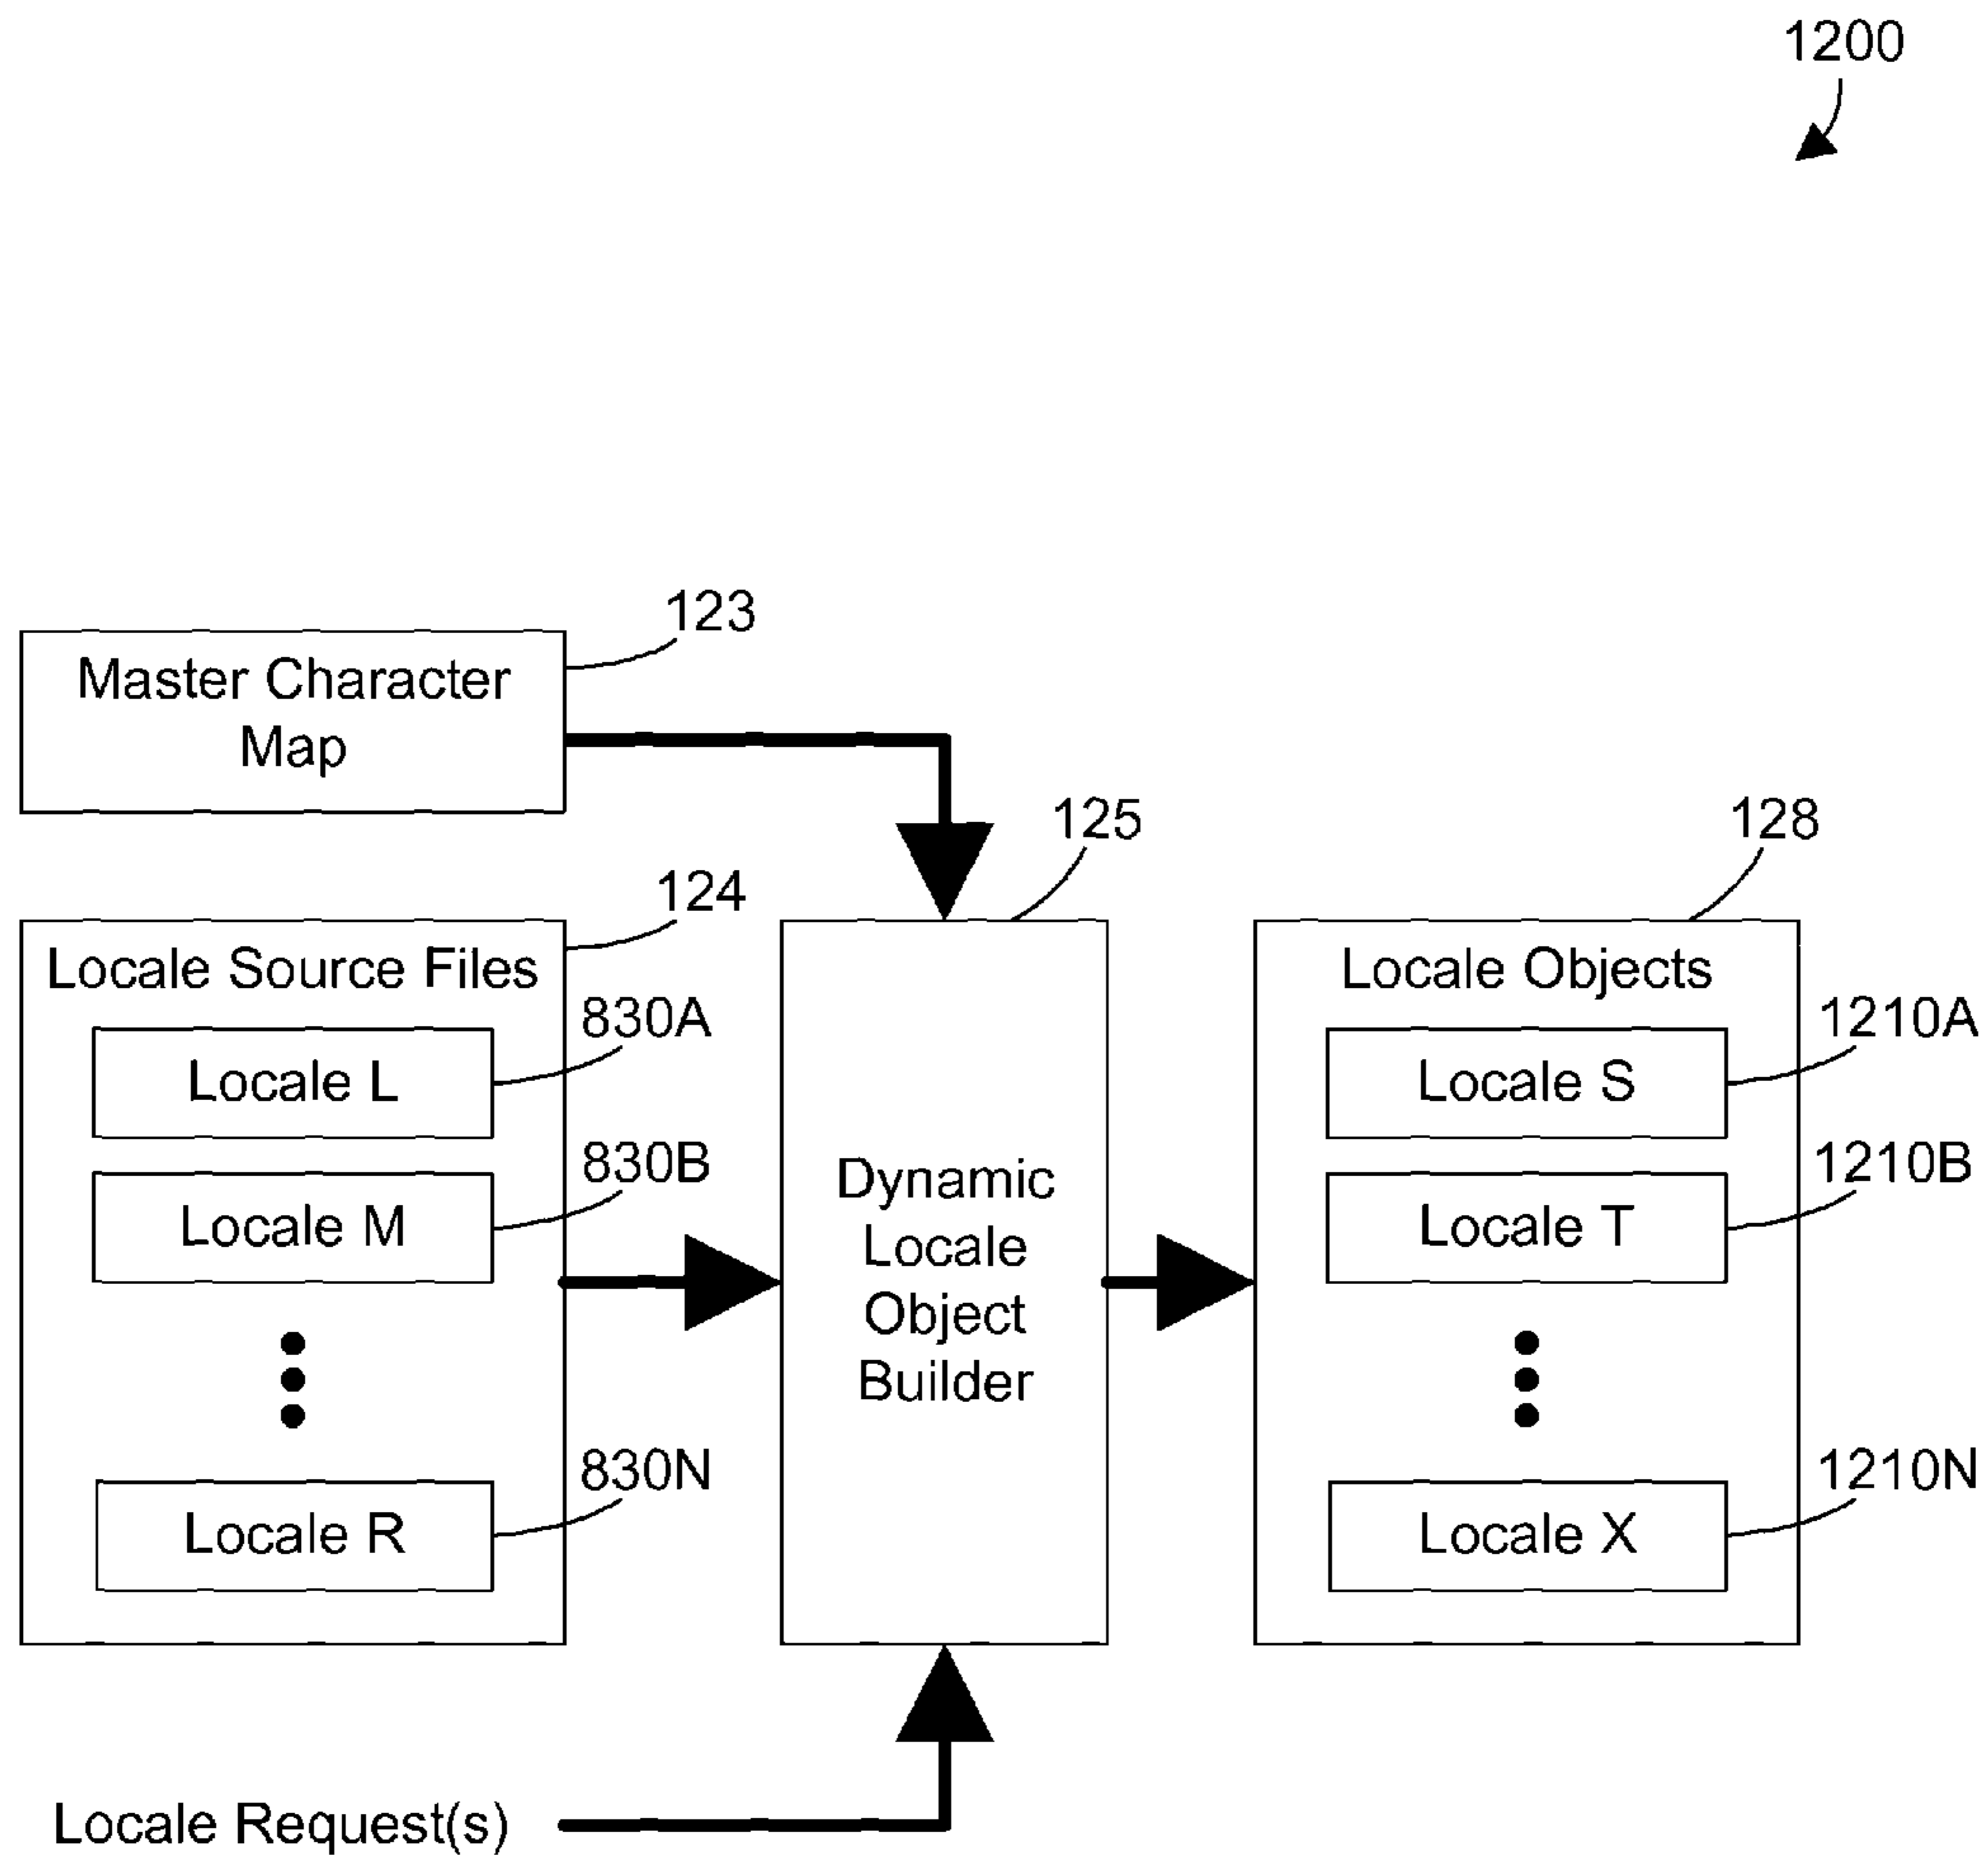 1200
123
Master Character
Map
125
128
124
Locale Source Files
830A
Locale L
830B
Locale M
830N
Locale R
Dynamic
Locale
Object
Builder
Locale Objects
1210A
Locale S
1210B
Locale T
1210N
Locale X
Locale Request(s)